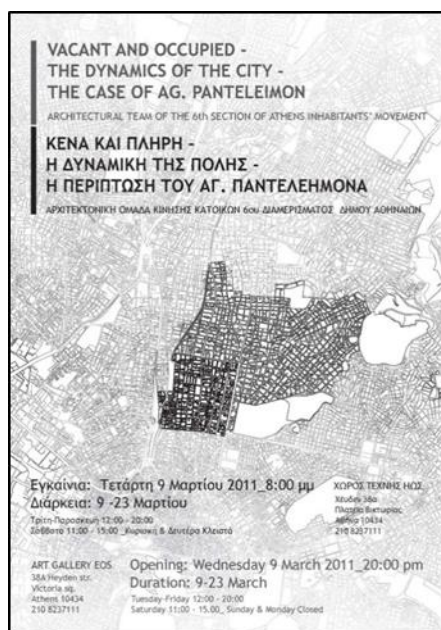 VACANT AND OCCUPIED -
THE DYNAMICS OF THE CITY -
THE CASE OF AG. PANTELEIMON
ARCHITECTURAL TEAM OF THE 6th SECTION OF ATHENS INHABITANTS' MOVEMENT
ΚΕΝΑ ΚΑΙ ΠΛΗΡΗ -
Η ΔΥΝΑΜΙΚΗ ΤΗΣ ΠΟΛΗΣ -
Η ΠΕΡΙΠΤΩΣΗ ΤΟΥ ΑΓ. ΠΑΝΤΕΛΕΗΜΟΝΑ
ΑΡΧΙΤΕΚΤΟΝΙΚΗ ΟΜΑΔΑ ΚΙΝΗΣΗΣ ΚΑΤΟΙΚΩΝ 6ου ΔΙΑΜΕΡΙΣΜΑΤΟΣ ΔΗΜΟΥ ΑΘΗΝΑΙΩΝ
Εγκαίνια: Τετάρτη 9 Μαρτίου 2011_8:00 μμ
Διάρκεια: 9 -23 Μαρτίου
Τρίτη-Παρασκευή 12:00 - 20:00
Σάββατο 11:00 - 15:00 _Κυριακή & Δευτέρα Κλειστά
ΧΩΡΟΣ ΤΕΧΝΗΣ ΗΩΣ
Χέυδεν 38α
Πλατεία Βικτωρίας
Αθήνα 10434
210 8237111
ART GALLERY EOS
38A Heyden str.
Victoria sq.
Athens 10434
210 8237111
Opening: Wednesday 9 March 2011_20:00 pm
Duration: 9-23 March
Tuesday-Friday 12:00 - 20:00
Saturday 11:00 - 15.00_ Sunday & Monday Closed